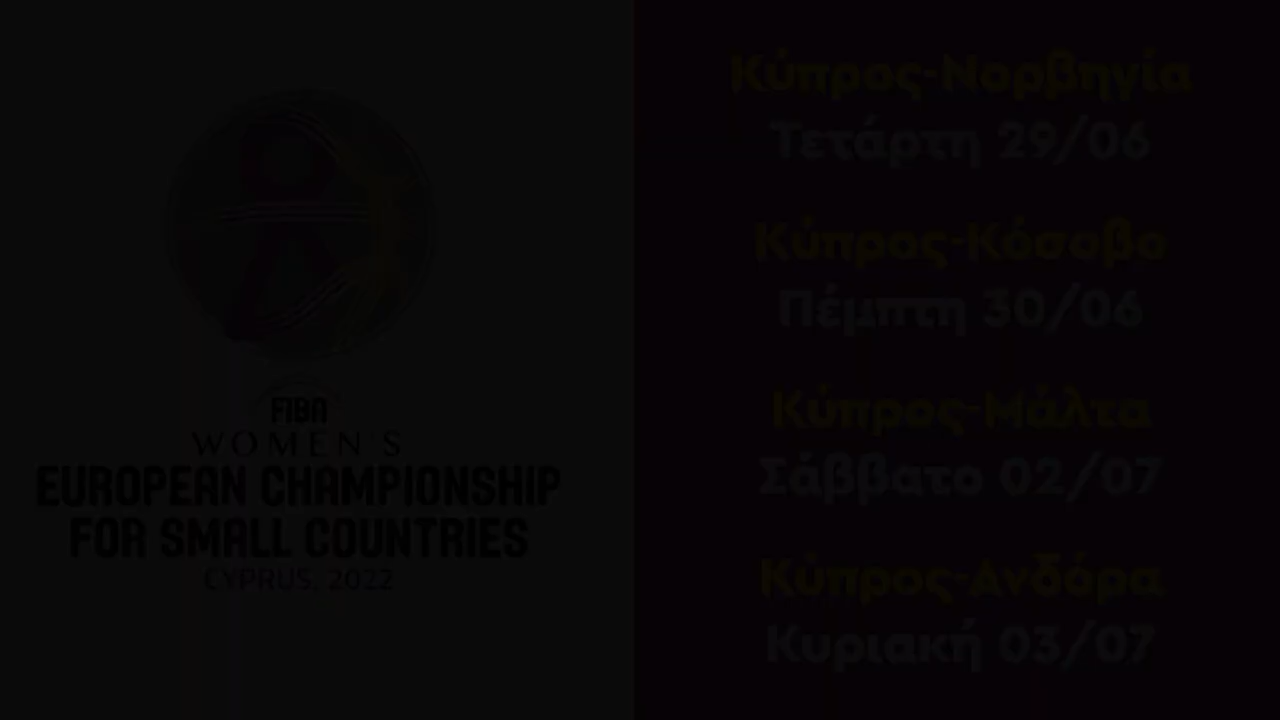 FIBA
WOMEN'S
EUROPEAN CHAMPIONSHIP
FOR SMALL COUNTRIES
CYPRUS, 2022
Κύπρος-Νορβηγία
Τετάρτη 29/06
Κύπρος-Κόσοβο
Πέμπτη 30/06
Κύπρος-Μάλτα
Σάββατο 02/07
Κύπρος-Ανδόρα
Κυριακή 03/07